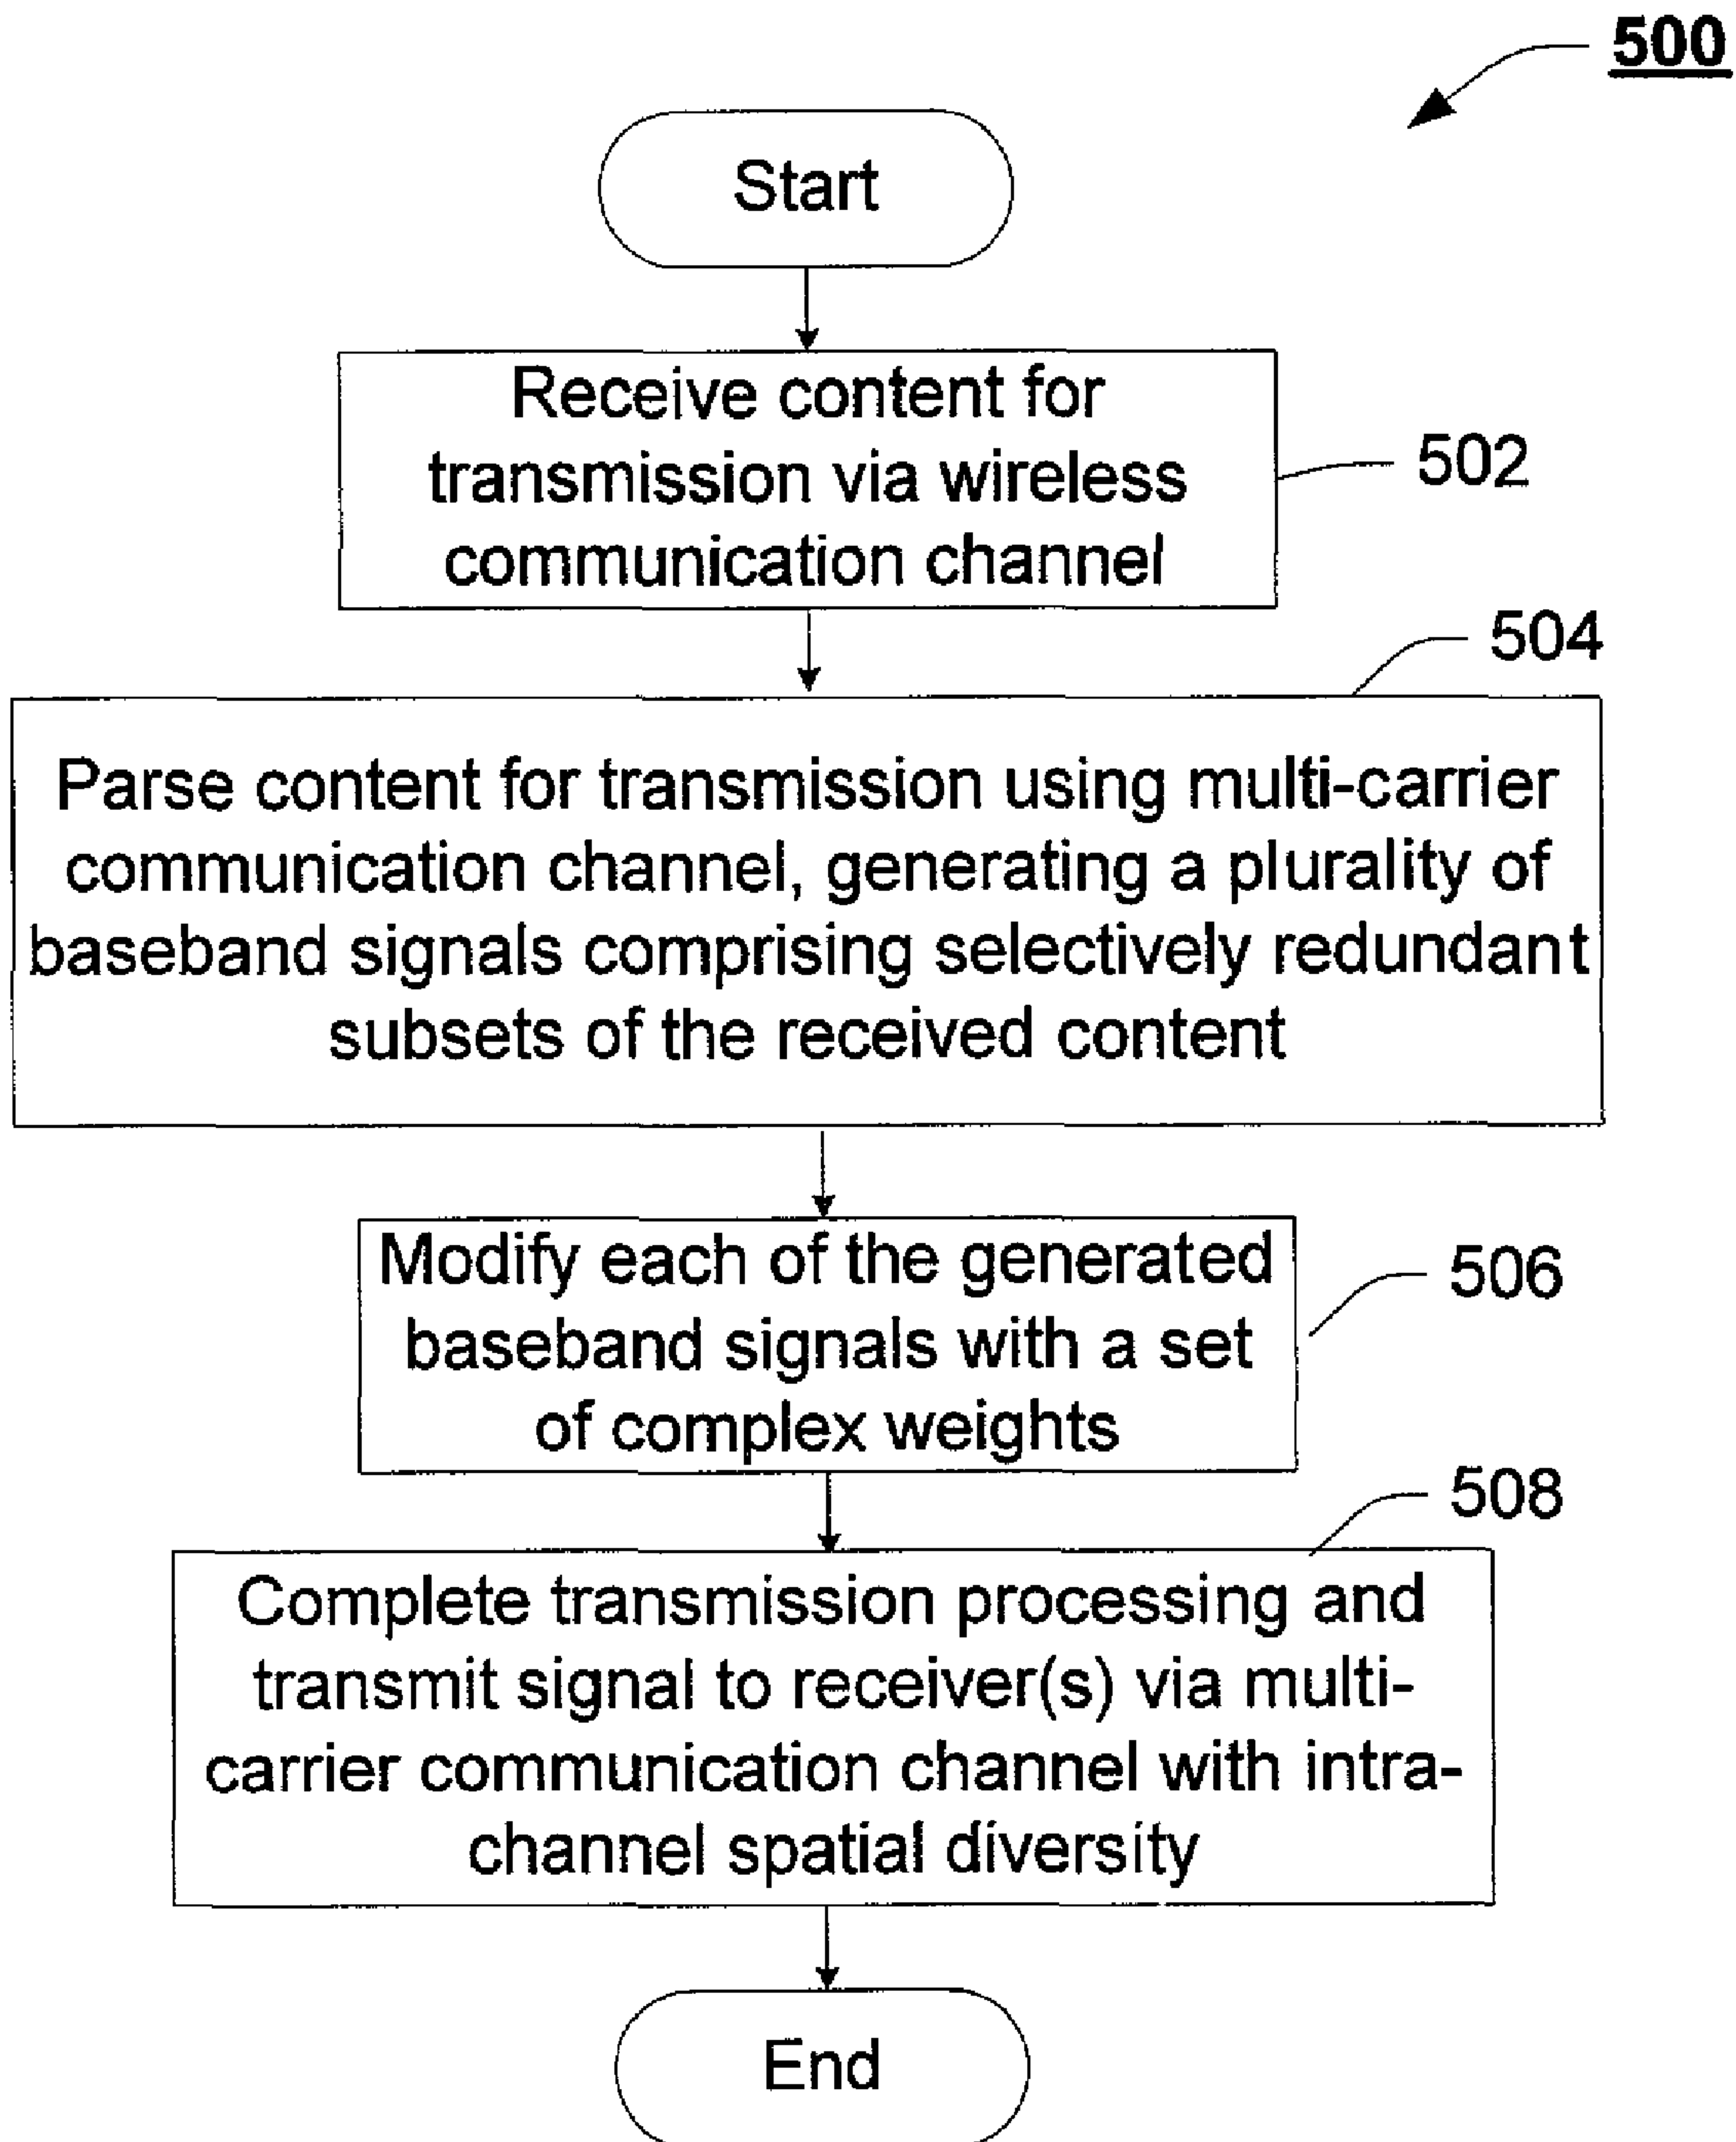 500
Start
Receive content for
transmission via wireless
communication channel
502
504
Parse content for transmission using multi-carrier
communication channel, generating a plurality of
baseband signals comprising selectively redundant
subsets of the received content
Modify each of the generated
baseband signals with a set
of complex weights
506
508
Complete transmission processing and
transmit signal to receiver(s) via multi-
carrier communication channel with intra-
channel spatial diversity
End